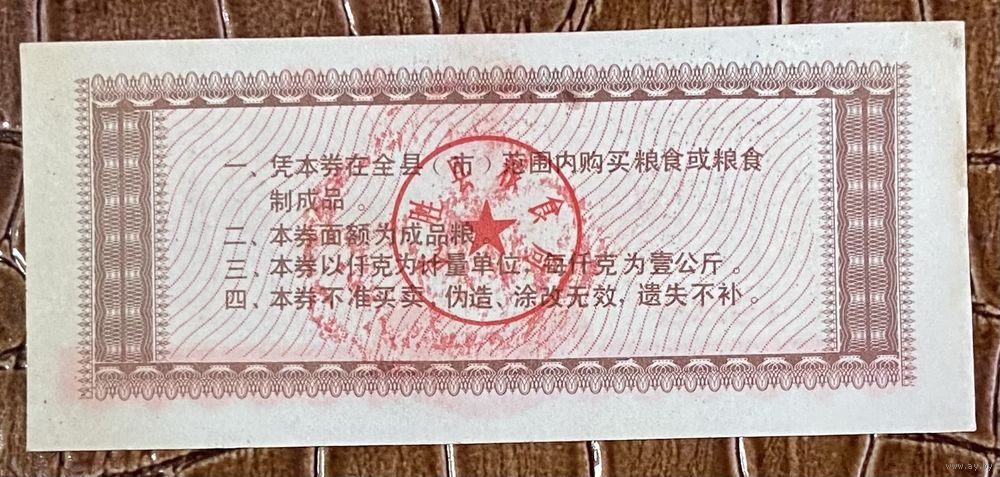 一、凭本券在全县（市）范围内购买粮食或粮食
制成品。
二、本券面额为成品粮
三、本券以仟克为计量单位，每仟克为壹公斤。
四、本券不准买卖、伪造、涂改无效，遗失不补。
www.ay.by